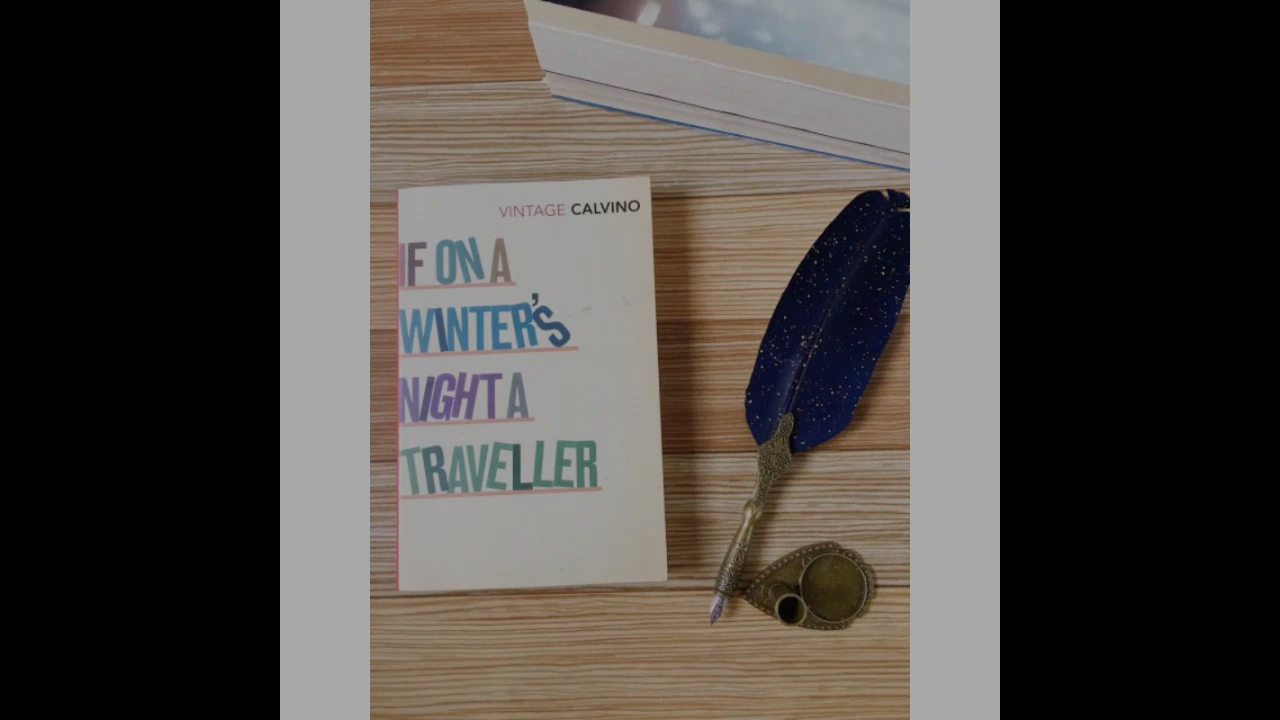 VINTAGE CALVINO
IF ON A
WINTER'S
NIGHT A
TRAVELLER